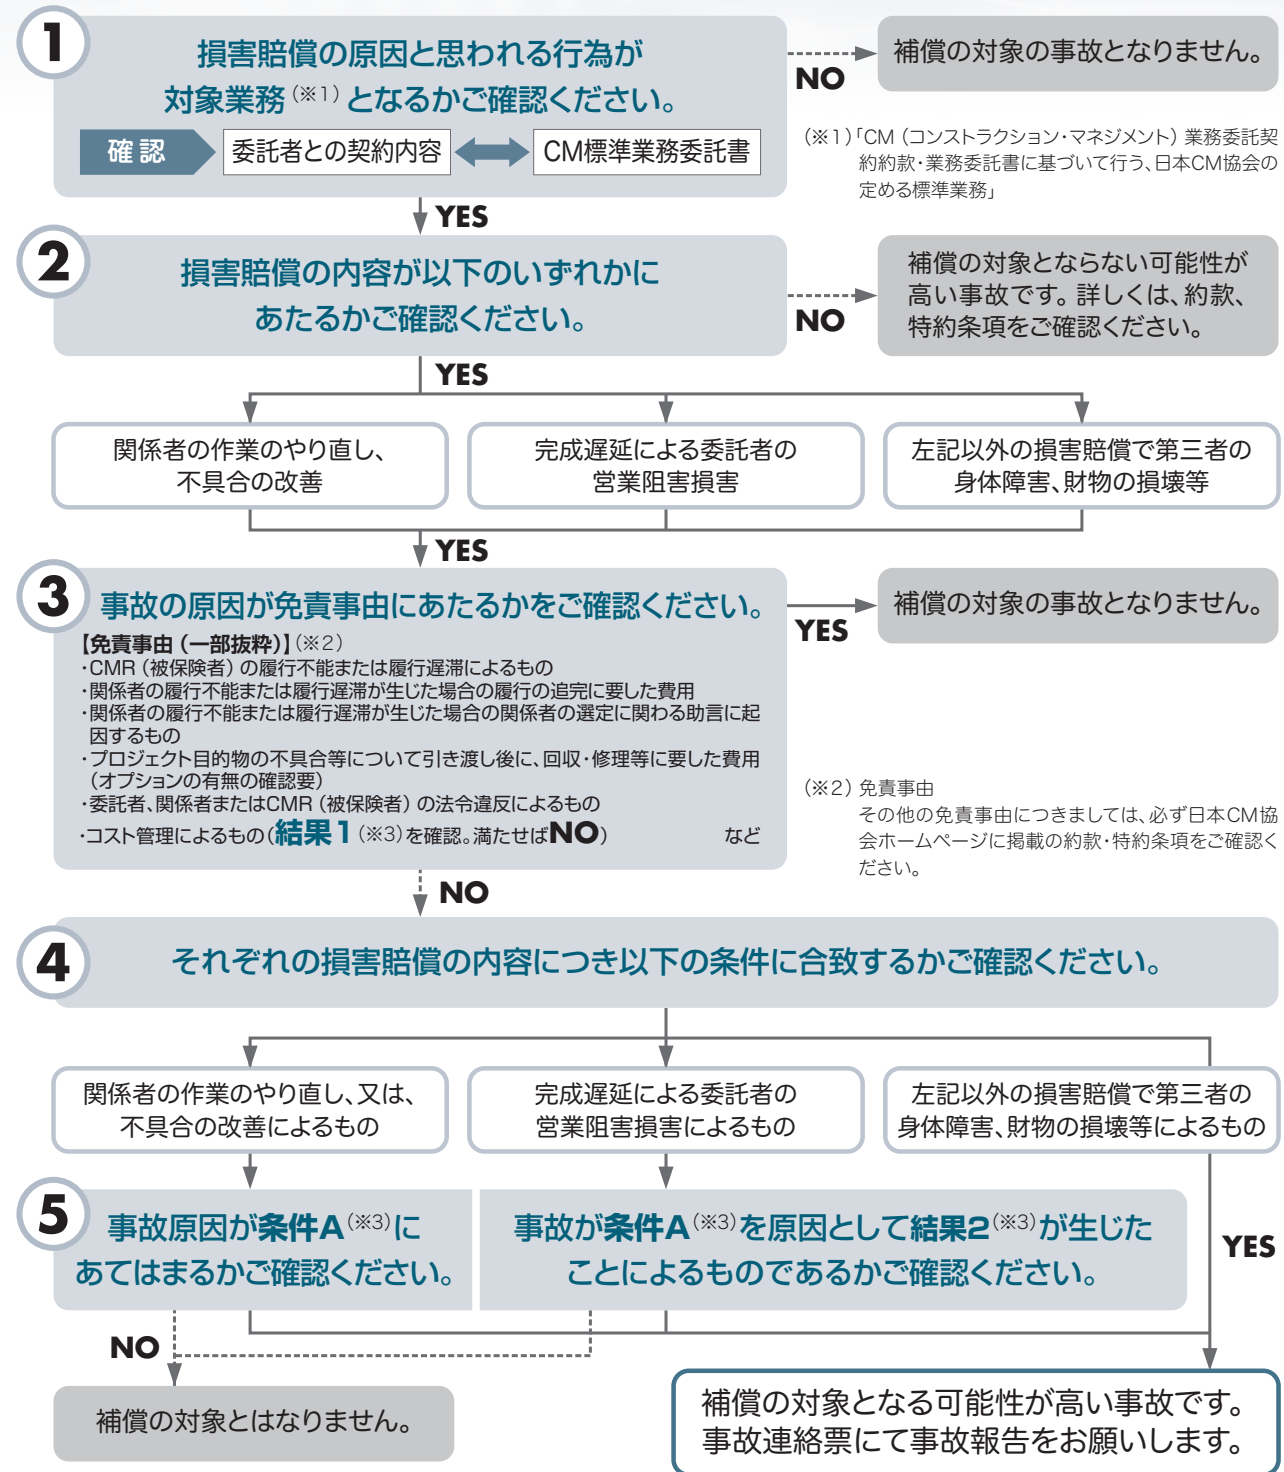 1
損害賠償の原因と思われる行為が
対象業務(※1)となるかご確認ください。
確認
委託者との契約内容
CM標準業務委託書
NO
補償の対象の事故となりません。
(※1)「CM(コンストラクション・マネジメント)業務委託契
約約款・業務委託書に基づいて行う、日本CM協会の
定める標準業務」
YES
2
損害賠償の内容が以下のいずれかに
あたるかご確認ください。
NO
補償の対象とならない可能性が
高い事故です。詳しくは、約款、
特約条項をご確認ください。
YES
関係者の作業のやり直し、
不具合の改善
完成遅延による委託者の
営業阻害損害
左記以外の損害賠償で第三者の
身体障害、財物の損壊等
YES
3
事故の原因が免責事由にあたるかをご確認ください。
【免責事由(一部抜粋)】(※2)
・CMR(被保険者)の履行不能または履行遅滞によるもの
・関係者の履行不能または履行遅滞が生じた場合の履行の追完に要した費用
・関係者の履行不能または履行遅滞が生じた場合の関係者の選定に関わる助言に起
因するもの
・プロジェクト目的物の不具合等について引き渡し後に、回収・修理等に要した費用
(オプションの有無の確認要)
・委託者、関係者またはCMR(被保険者)の法令違反によるもの
・コスト管理によるもの(結果1(※3)を確認。満たせばNO) など
YES
補償の対象の事故となりません。
(※2)免責事由
その他の免責事由につきましては、必ず日本CM協
会ホームページに掲載の約款・特約条項をご確認く
ださい。
NO
4
それぞれの損害賠償の内容につき以下の条件に合致するかご確認ください。
関係者の作業のやり直し、又は、
不具合の改善によるもの
完成遅延による委託者の
営業阻害損害によるもの
左記以外の損害賠償で第三者の
身体障害、財物の損壊等によるもの
5
事故原因が条件A(※3)に
あてはまるかご確認ください。
事故が条件A(※3)を原因として結果2(※3)が生じた
ことによるものであるかご確認ください。
YES
NO
補償の対象とはなりません。
補償の対象となる可能性が高い事故です。
事故連絡票にて事故報告をお願いします。